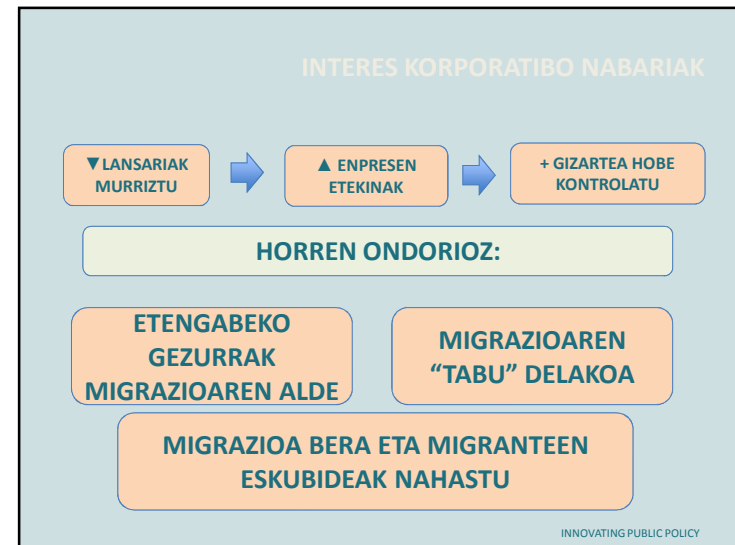 INTERES KORPORATIBO NABARIAK
▼LANSARIAK
MURRIZTU
▲ ENPRESEN
ETEKINAK
+ GIZARTEA HOBE
KONTROLATU
HORREN ONDORIOZ:
ETENGABEKO
GEZURRAK
MIGRAZIOAREN ALDE
MIGRAZIOAREN
“TABU” DELAKOA
MIGRAZIOA BERA ETA MIGRANTEEN
ESKUBIDEAK NAHASTU
INNOVATING PUBLIC POLICY